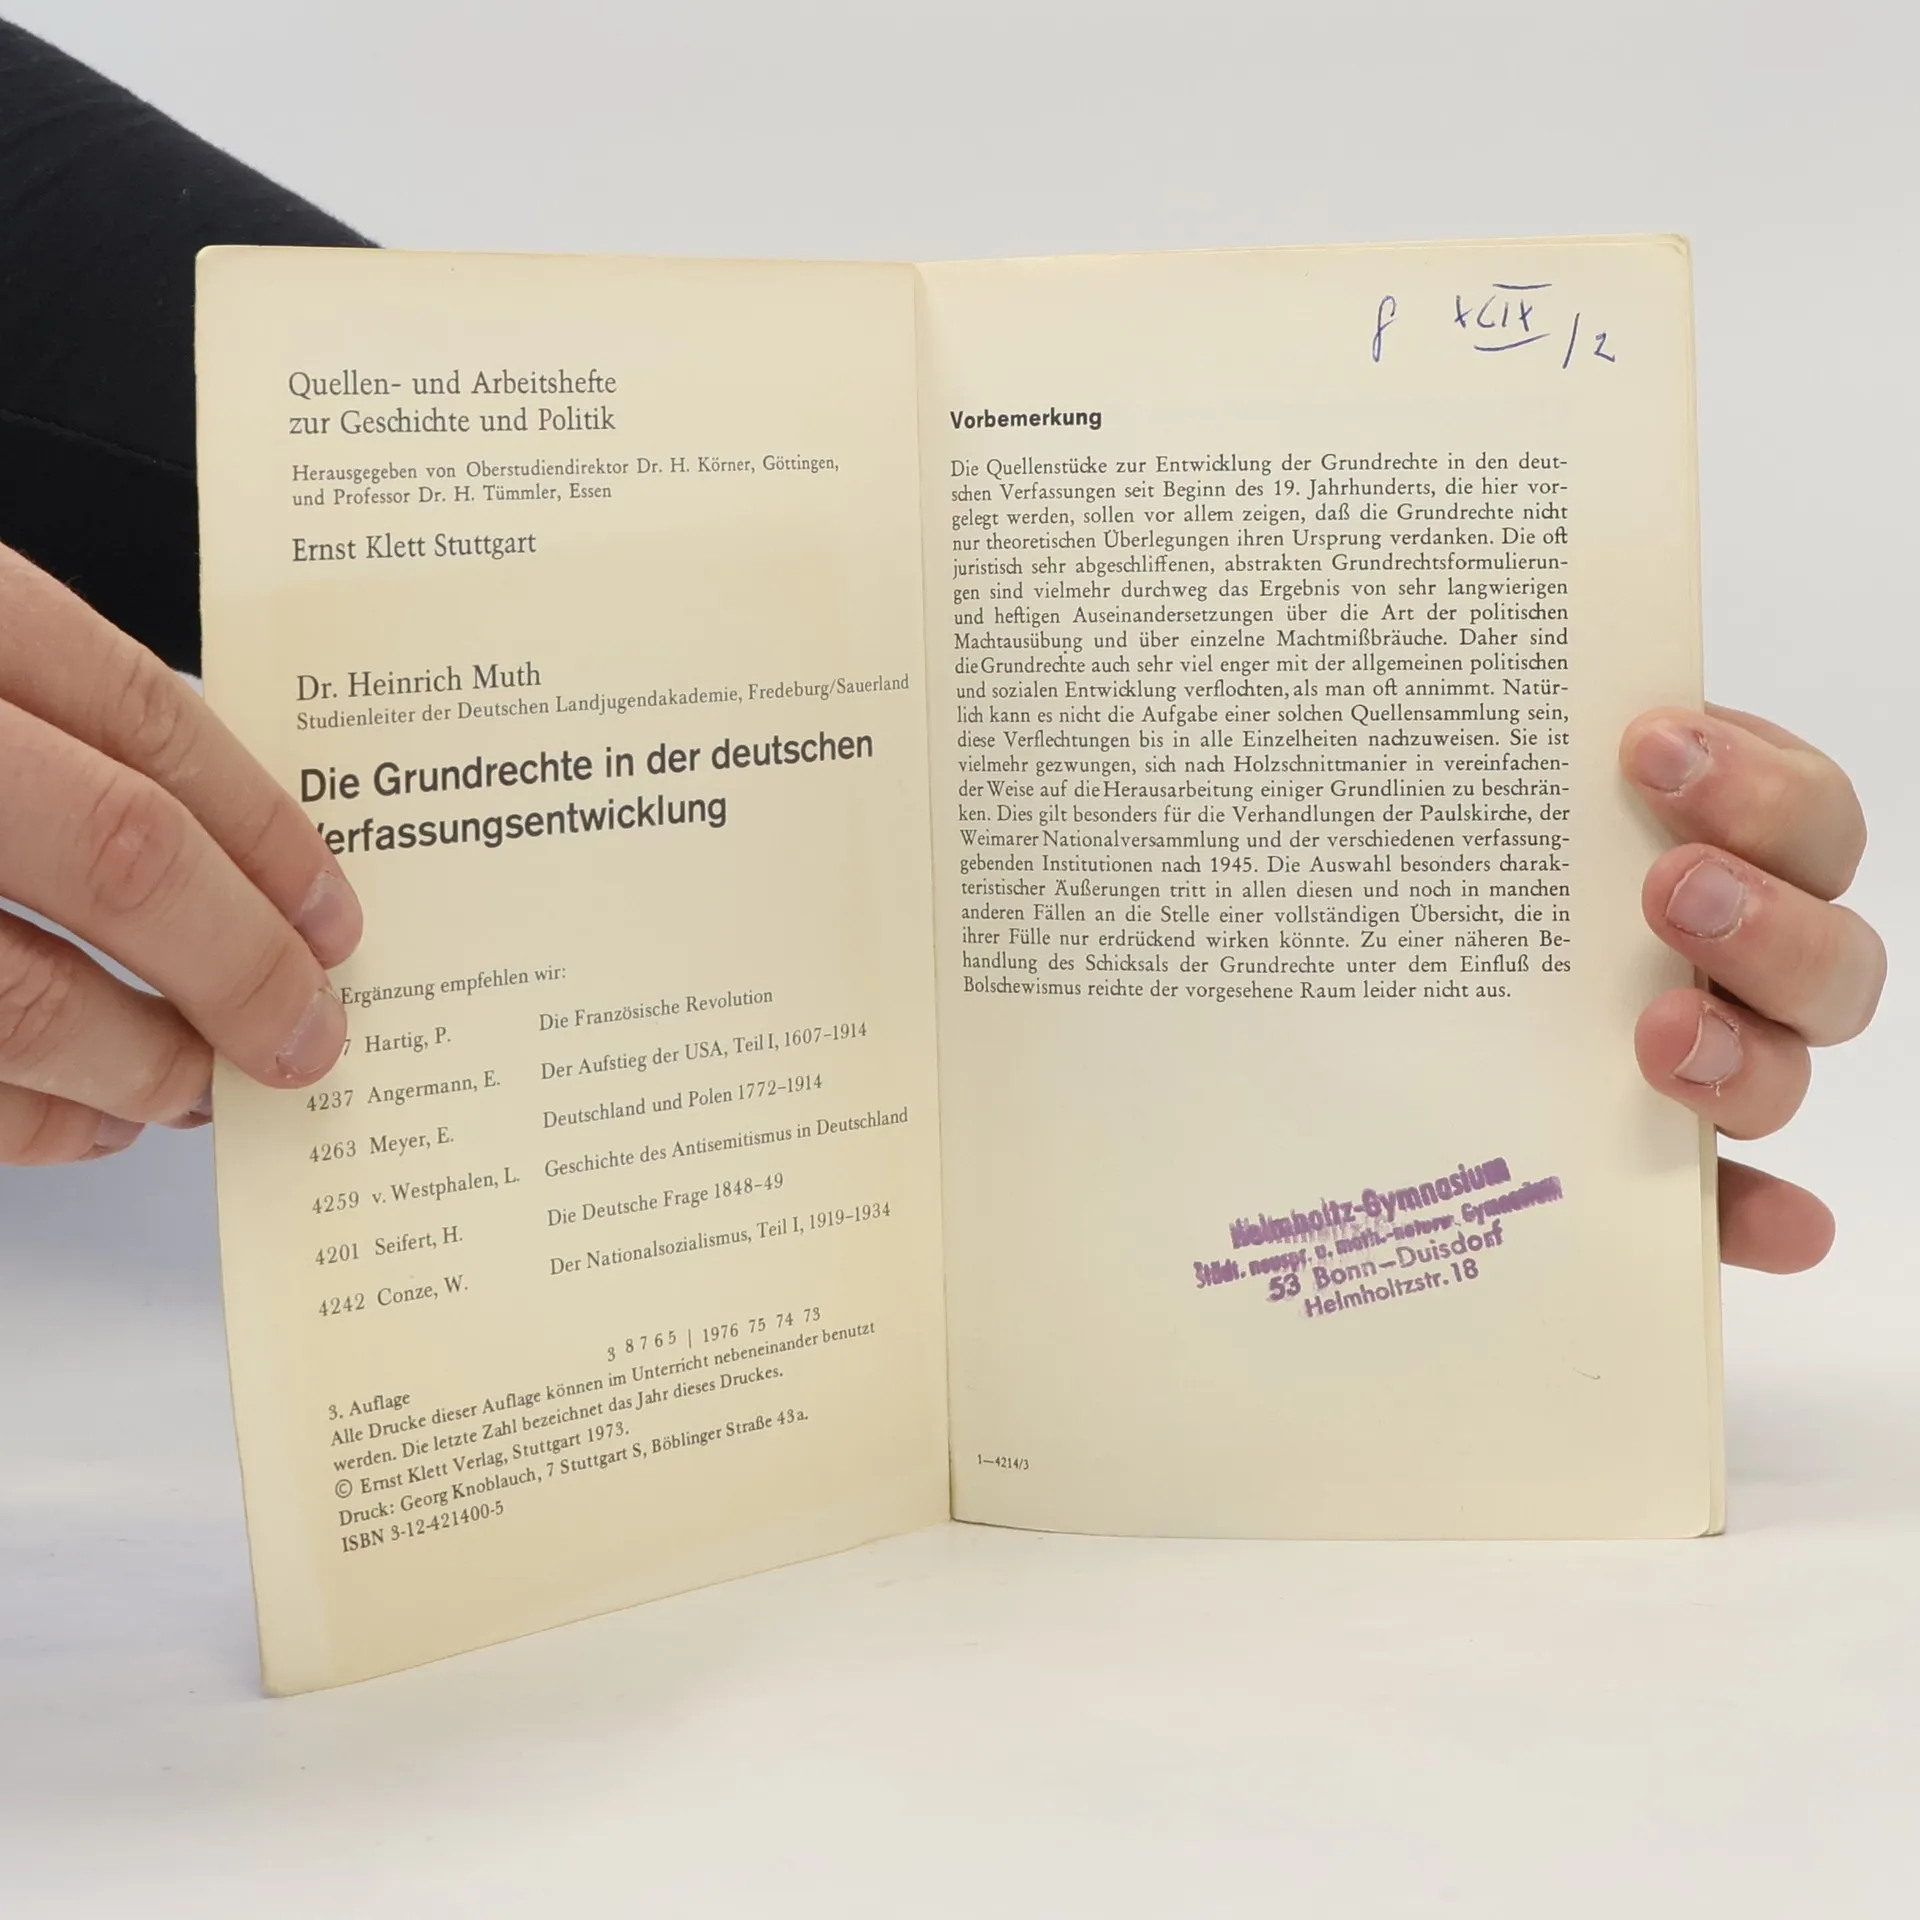 Quellen- und Arbeitshefte
zur Geschichte und Politik
Herausgegeben von Oberstudiendirektor Dr. H. Körner, Göttingen,
und Professor Dr. H. Tümmler, Essen
Ernst Klett Stuttgart
Dr. Heinrich Muth
Studienleiter der Deutschen Landjugendakademie, Fredeburg/Sauerland
Die Grundrechte in der deutschen
Verfassungsentwicklung
Ergänzung empfehlen wir:
7 Hartig, P. Die Französische Revolution
4237 Angermann, E. Der Aufstieg der USA, Teil I, 1607–1914
4263 Meyer, E. Deutschland und Polen 1772–1914
4259 v. Westphalen, L. Geschichte des Antisemitismus in Deutschland
4201 Seifert, H. Die Deutsche Frage 1848–49
4242 Conze, W. Der Nationalsozialismus, Teil I, 1919–1934
3 8 7 6 5 | 1976 75 74 73
3. Auflage
Alle Drucke dieser Auflage können im Unterricht nebeneinander benutzt
werden. Die letzte Zahl bezeichnet das Jahr dieses Druckes.
© Ernst Klett Verlag, Stuttgart 1973.
Druck: Georg Knoblauch, 7 Stuttgart S, Böblinger Straße 43a.
ISBN 3-12-421400-5
XCIX /2
Vorbemerkung
Die Quellenstücke zur Entwicklung der Grundrechte in den deut-
schen Verfassungen seit Beginn des 19. Jahrhunderts, die hier vor-
gelegt werden, sollen vor allem zeigen, daß die Grundrechte nicht
nur theoretischen Überlegungen ihren Ursprung verdanken. Die oft
juristisch sehr abgeschliffenen, abstrakten Grundrechtsformulierun-
gen sind vielmehr durchweg das Ergebnis von sehr langwierigen
und heftigen Auseinandersetzungen über die Art der politischen
Machtausübung und über einzelne Machtmißbräuche. Daher sind
die Grundrechte auch sehr viel enger mit der allgemeinen politischen
und sozialen Entwicklung verflochten, als man oft annimmt. Natür-
lich kann es nicht die Aufgabe einer solchen Quellensammlung sein,
diese Verflechtungen bis in alle Einzelheiten nachzuweisen. Sie ist
vielmehr gezwungen, sich nach Holzschnittmanier in vereinfachen-
der Weise auf die Herausarbeitung einiger Grundlinien zu beschrän-
ken. Dies gilt besonders für die Verhandlungen der Paulskirche, der
Weimarer Nationalversammlung und der verschiedenen verfassung-
gebenden Institutionen nach 1945. Die Auswahl besonders charak-
teristischer Äußerungen tritt in allen diesen und noch in manchen
anderen Fällen an die Stelle einer vollständigen Übersicht, die in
ihrer Fülle nur erdrückend wirken könnte. Zu einer näheren Be-
handlung des Schicksals der Grundrechte unter dem Einfluß des
Bolschewismus reichte der vorgesehene Raum leider nicht aus.
Helmholtz-Gymnasium
Städt. neuspr. u. math.-naturw. Gymnasium
53 Bonn–Duisdorf
Helmholtzstr. 18
1—4214/3